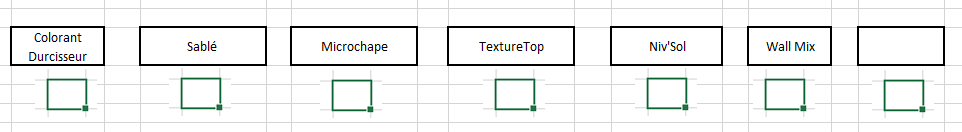 Colorant
Durcisseur
Sablé
Microchape
TextureTop
Niv'Sol
Wall Mix